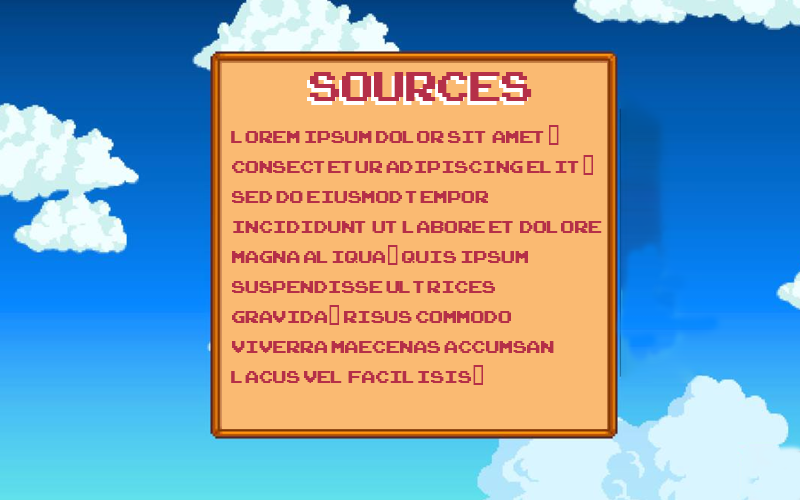 SOURCES
LOREM IPSUM DOLOR SIT AMET▯
CONSECTETUR ADIPISCING ELIT▯
SED DO EIUSMOD TEMPOR
INCIDIDUNT UT LABORE ET DOLORE
MAGNA ALIQUA▯QUIS IPSUM
SUSPENDISSE ULTRICES
GRAVIDA▯RISUS COMMODO
VIVERRA MAECENAS ACCUMSAN
LACUS VEL FACILISIS▯